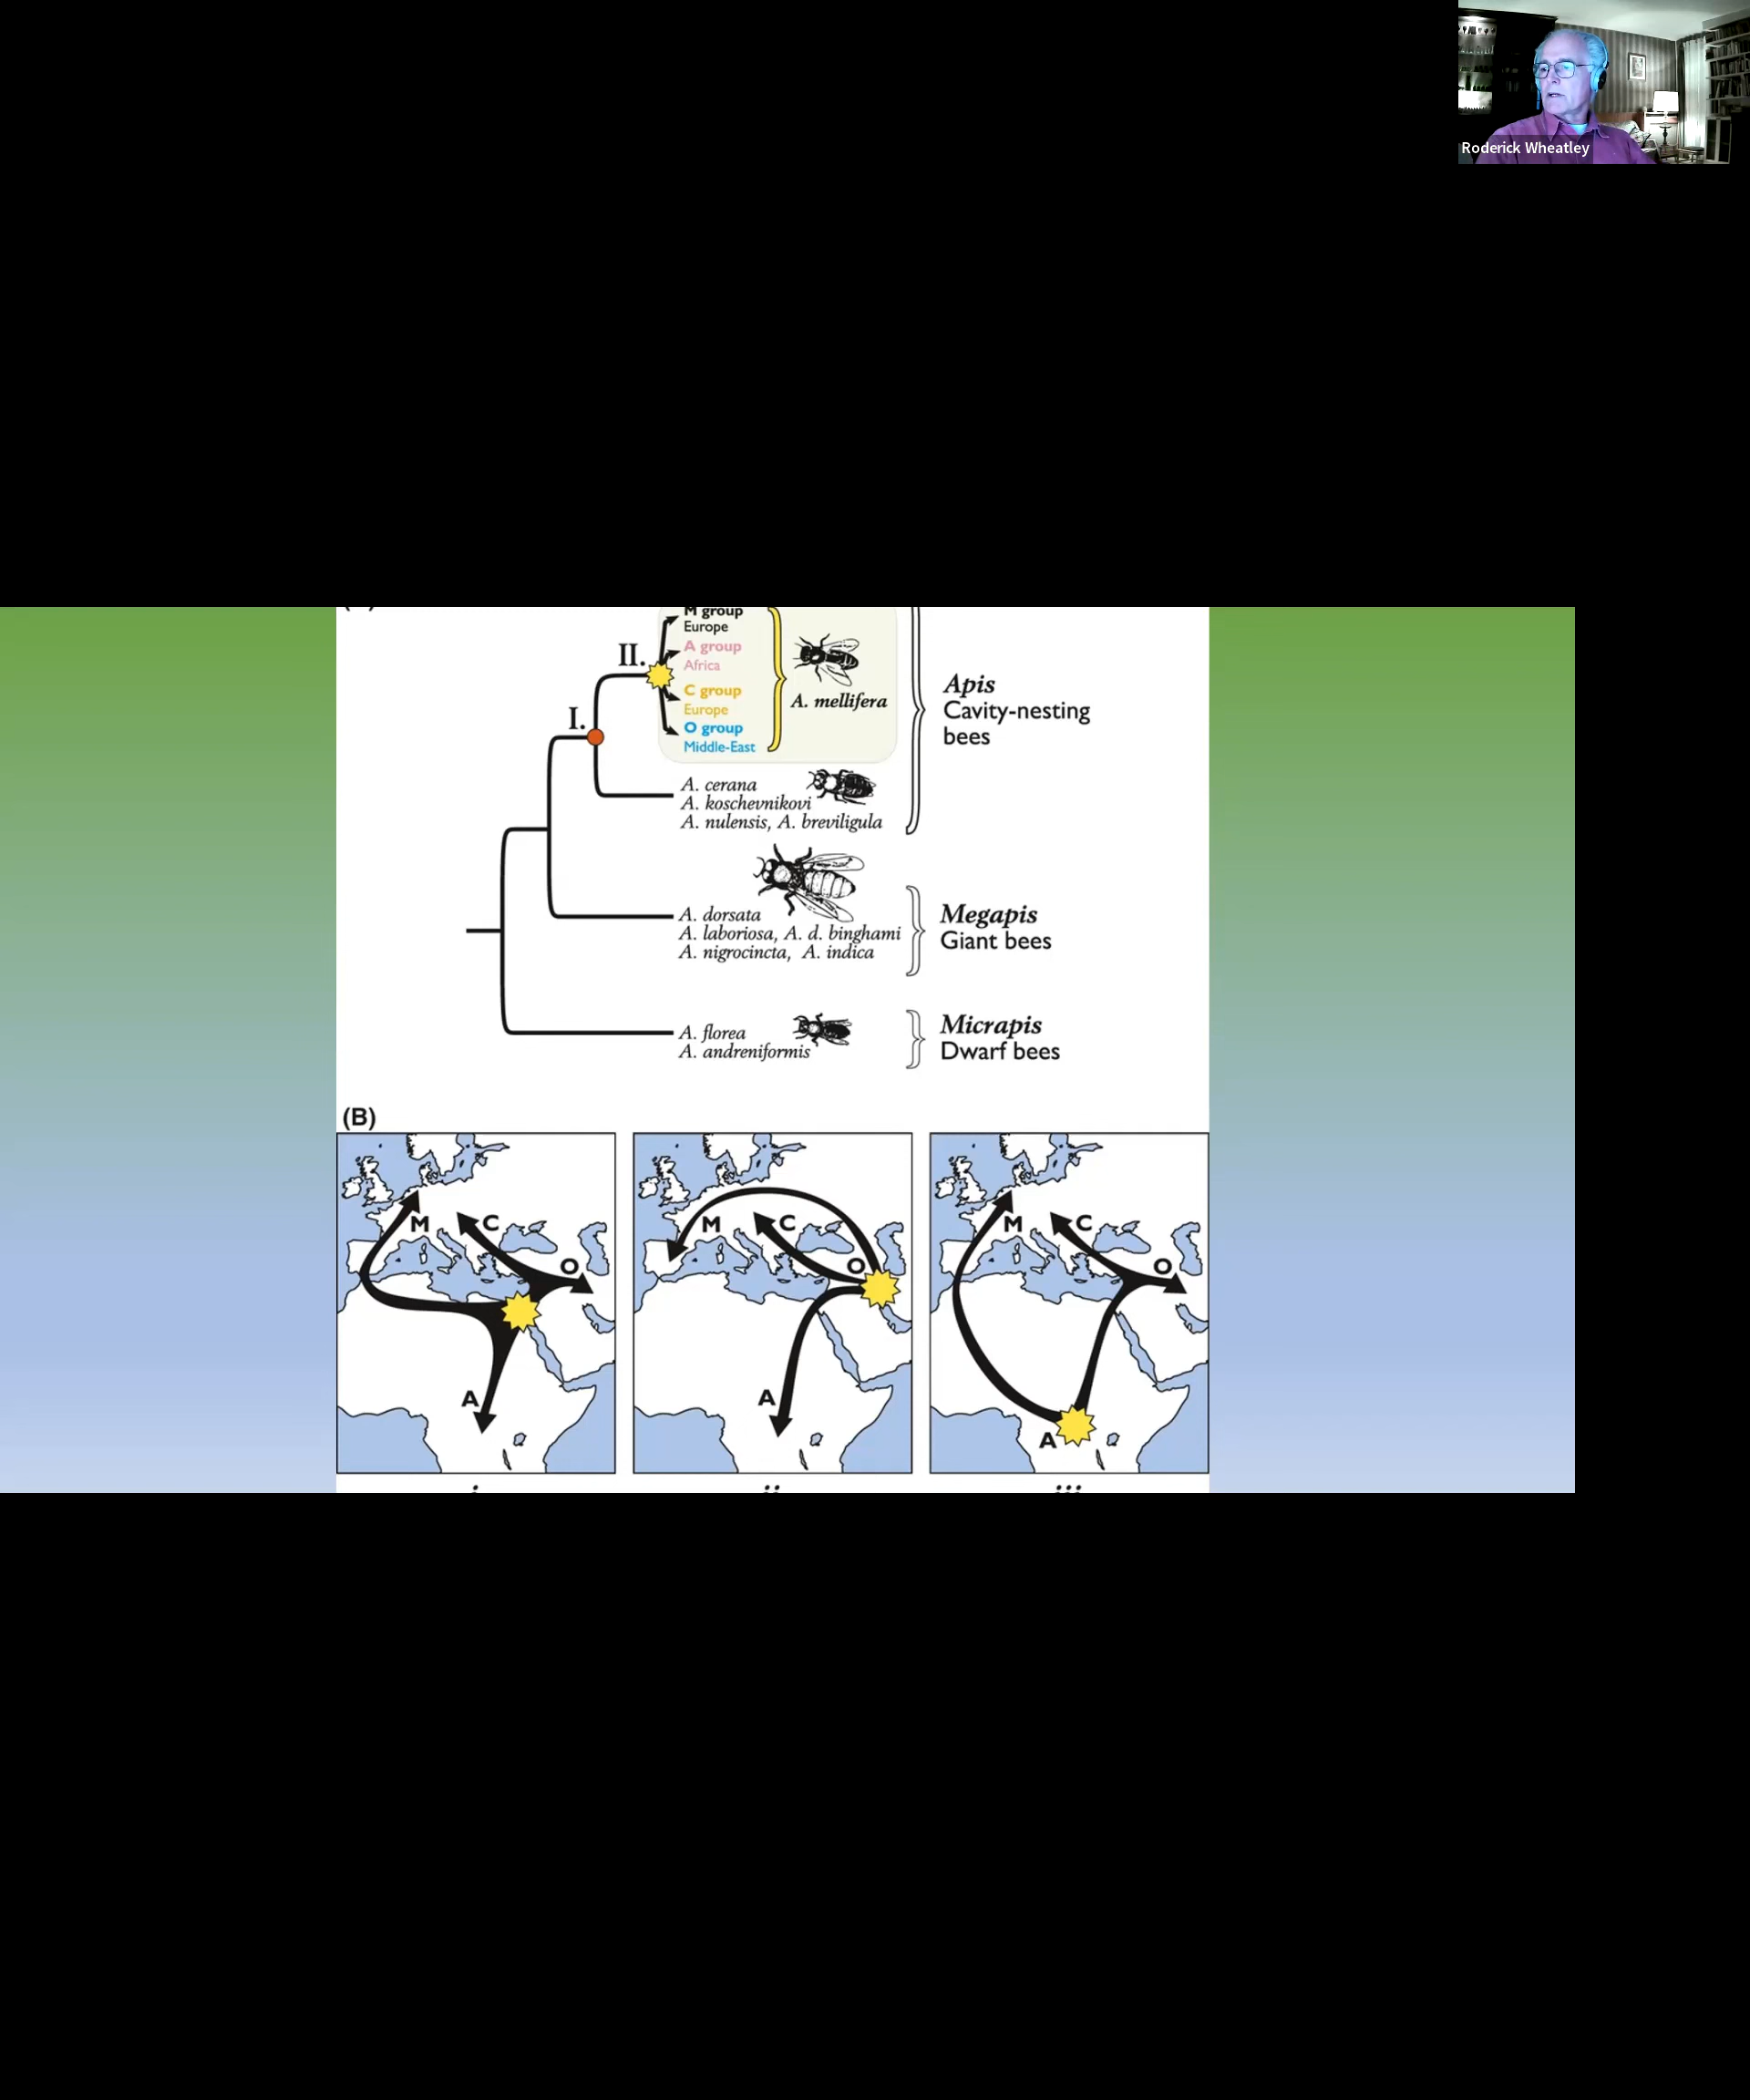 Roderick Wheatley
M group
Europe
II.
A group
Africa
C group
Europe
A. mellifera
O group
Middle-East
I.
Apis
Cavity-nesting
bees
A. cerana
A. koschevnikovi
A. nulensis, A. breviligula
A. dorsata
A. laboriosa, A. d. binghami
A. nigrocincta, A. indica
Megapis
Giant bees
A. florea
A. andreniformis
Micrapis
Dwarf bees
(B)
M C O A
M C O A
M C O A